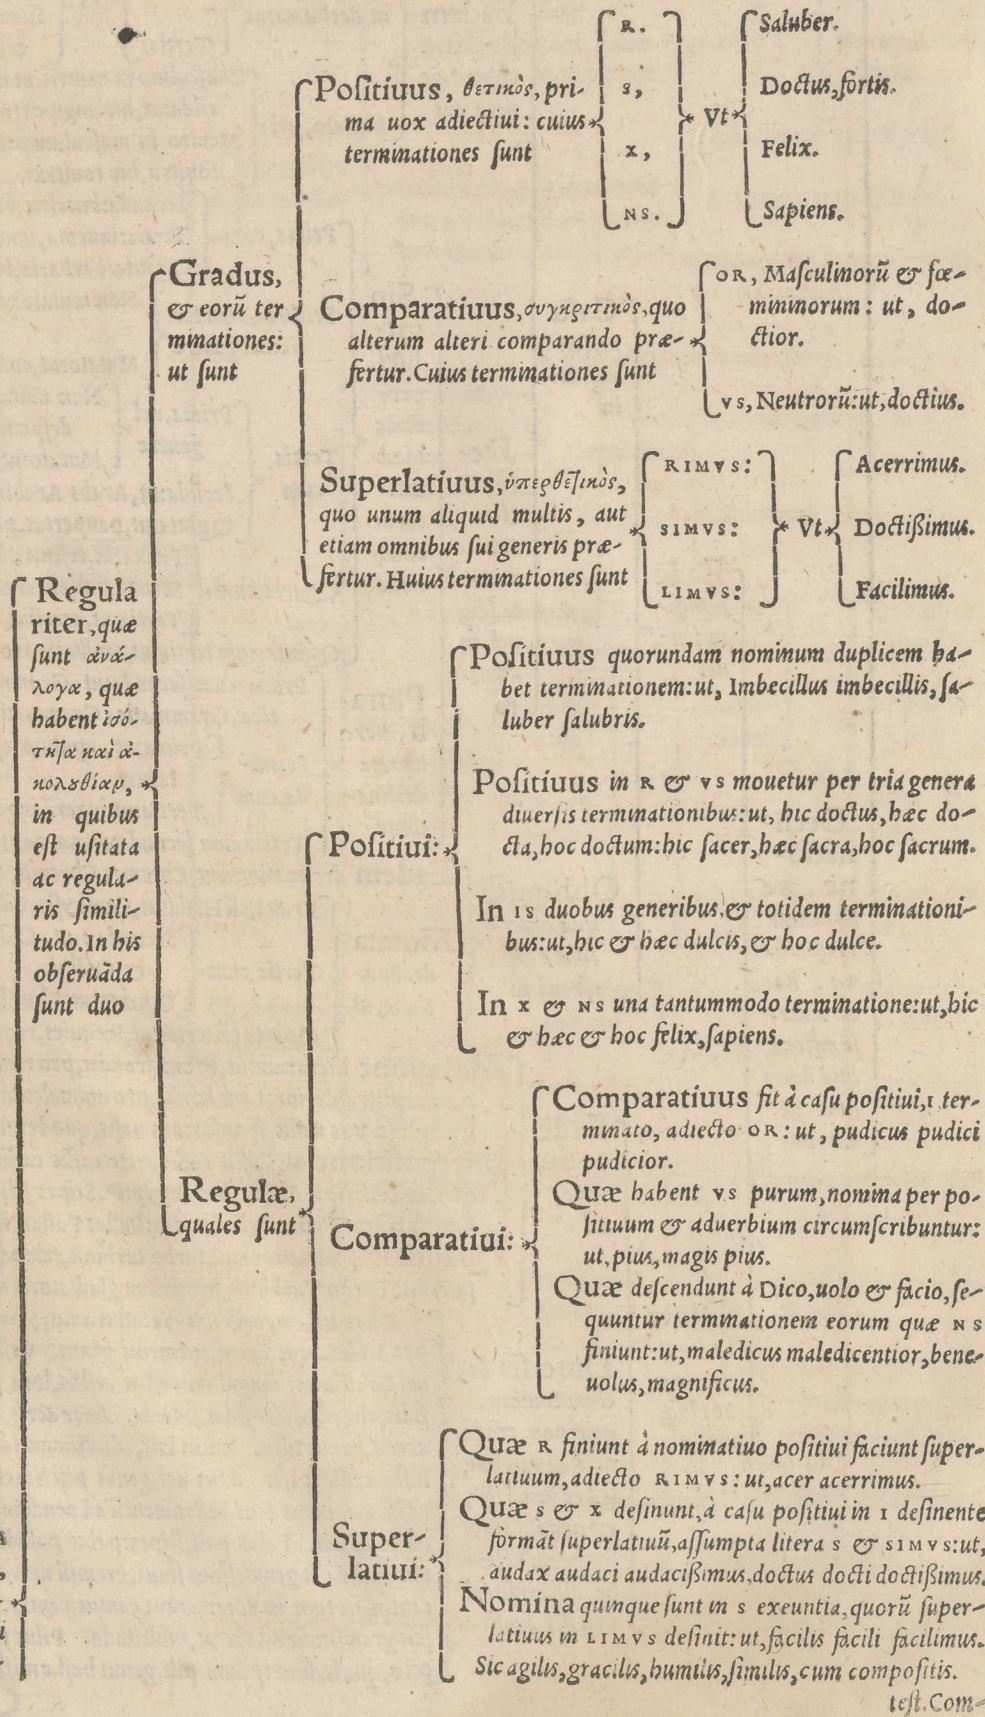 Regula
riter, quæ
ſunt ἀνά-
λογα, quæ
habent ἰσό-
τητα καὶ ἀ-
κολουθίαν,
in quibus
eſt uſitata
ac regula-
ris ſimili-
tudo. In his
obſeruāda
ſunt duo
Gradus,
& eorū ter
minationes:
ut ſunt
Poſitiuus, θετικὸς, pri-
ma uox adiectiui: cuius
terminationes ſunt
R.
S,
X,
NS.
Vt
Saluber.
Doctus, fortis.
Felix.
Sapiens.
Comparatiuus, συγκριτικὸς, quo
alterum alteri comparando præ-
fertur. Cuius terminationes ſunt
OR, Maſculinorū & fœ-
mininorum: ut, do-
ctior.
VS, Neutrorū: ut, doctius.
Superlatiuus, ὑπερθετικὸς,
quo unum aliquid multis, aut
etiam omnibus ſui generis præ-
fertur. Huius terminationes ſunt
RIMVS:
SIMVS:
LIMVS:
Vt
Acerrimus.
Doctißimus.
Facilimus.
Regulæ,
quales ſunt
Poſitiui:
Poſitiuus quorundam nominum duplicem ha-
bet terminationem: ut, Imbecillus imbecillis, ſa-
luber ſalubris.
Poſitiuus in R & VS mouetur per tria genera
diuerſis terminationibus: ut, hic doctus, hæc do-
cta, hoc doctum: hic ſacer, hæc ſacra, hoc ſacrum.
In IS duobus generibus, & totidem terminationi-
bus: ut, hic & hæc dulcis, & hoc dulce.
In X & NS una tantummodo terminatione: ut, hic
& hæc & hoc felix, ſapiens.
Comparatiui:
Comparatiuus fit à caſu poſitiui, I ter-
minato, adiecto OR: ut, pudicus pudici
pudicior.
Quæ habent VS purum, nomina per po-
ſitiuum & aduerbium circumſcribuntur:
ut, pius, magis pius.
Quæ deſcendunt à Dico, uolo & facio, ſe-
quuntur terminationem eorum quæ NS
finiunt: ut, maledicus maledicentior, bene-
uolus, magnificus.
Super-
latiui:
Quæ R finiunt à nominatiuo poſitiui faciunt ſuper-
latiuum, adiecto RIMVS: ut, acer acerrimus.
Quæ S & X deſinunt, à caſu poſitiui in I deſinente
formāt ſuperlatiuū, aſſumpta litera S & SIMVS: ut,
audax audaci audacißimus, doctus docti doctißimus.
Nomina quinque ſunt in S exeuntia, quorū ſuper-
latiuus in LIMVS deſinit: ut, facilis facili facilimus.
Sic agilis, gracilis, humilis, ſimilis, cum compoſitis.
teſt. Com-